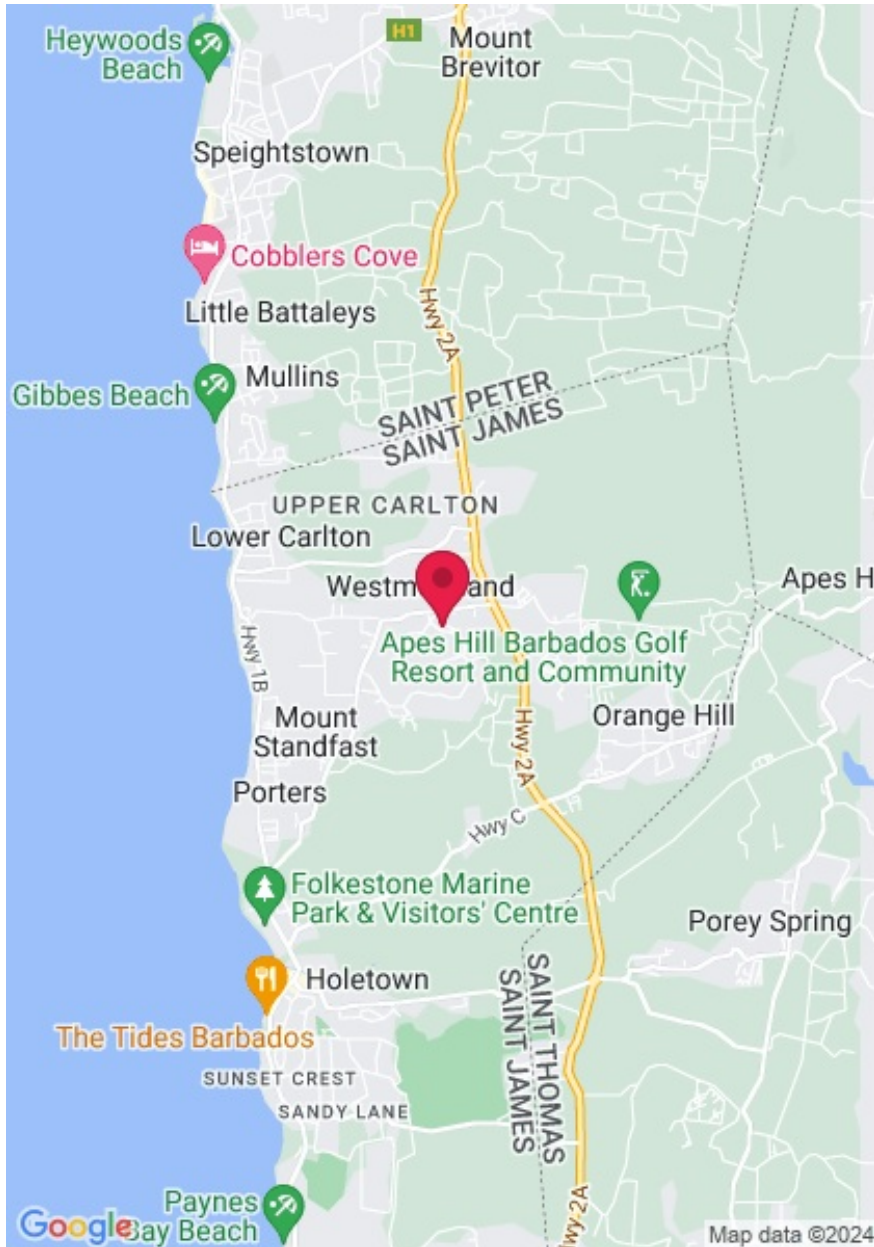 Heywoods
Beach
H1
Mount
Brevitor
Speightstown
Cobblers Cove
Little Battaleys
Hwy 2A
Gibbes Beach
Mullins
SAINT PETER
SAINT JAMES
UPPER CARLTON
Lower Carlton
Apes H
Hwy 1B
Apes Hill Barbados Golf
Resort and Community
Mount
Standfast
Orange Hill
Hwy 2A
Porters
Hwy C
Folkestone Marine
Park & Visitors' Centre
Porey Spring
Holetown
SAINT THOMAS
SAINT JAMES
The Tides Barbados
SUNSET CREST
SANDY LANE
Paynes
Bay Beach
Hwy 2A
Google
Map data ©2024